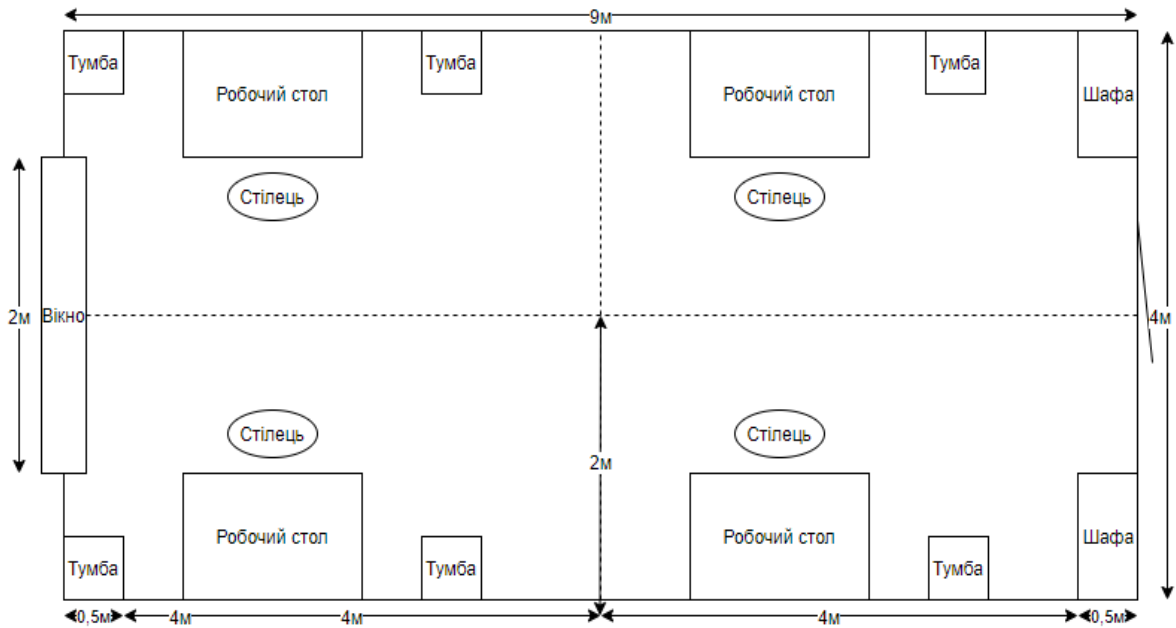 9м
Тумба
Робочий стол
Тумба
Робочий стол
Тумба
Шафа
Стілець
Стілець
2м
Вікно
4м
Стілець
Стілець
2м
Робочий стол
Робочий стол
Шафа
Тумба
Тумба
Тумба
0,5м
4м
4м
4м
0,5м